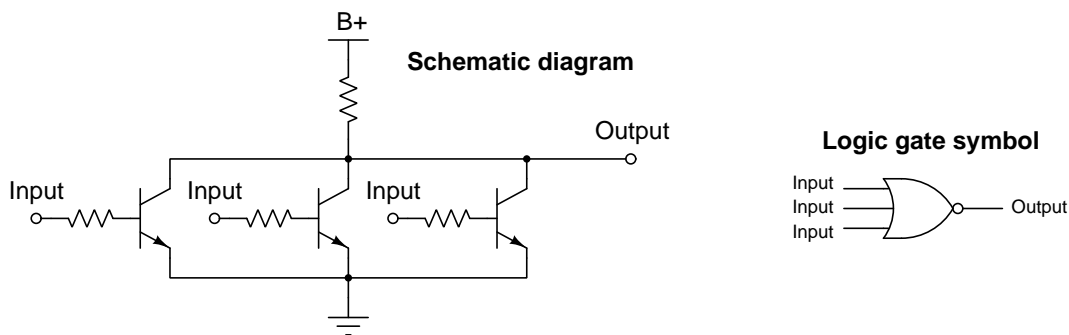 B+
Schematic diagram
Output
Input
Input
Input
Logic gate symbol
Input
Input
Input
Output